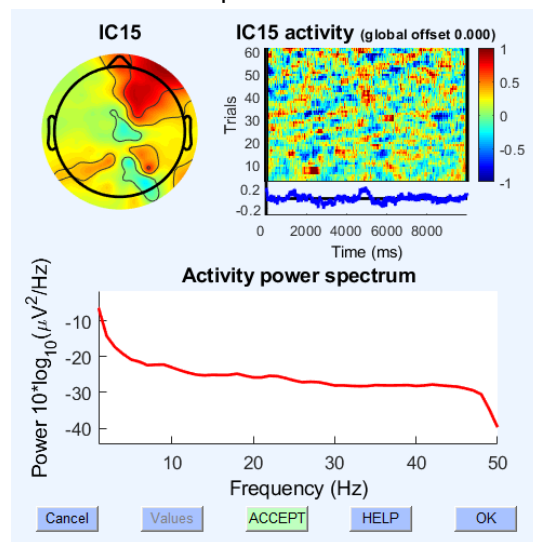 IC15
IC15 activity (global offset 0.000)
Trials
60
50
40
30
20
10
1
0.5
0
-0.5
-1
0.2
-0.2
0 2000 4000 6000 8000
Time (ms)
Activity power spectrum
Power 10*log10(μV2/Hz)
-10
-20
-30
-40
10 20 30 40 50
Frequency (Hz)
Cancel Values ACCEPT HELP OK